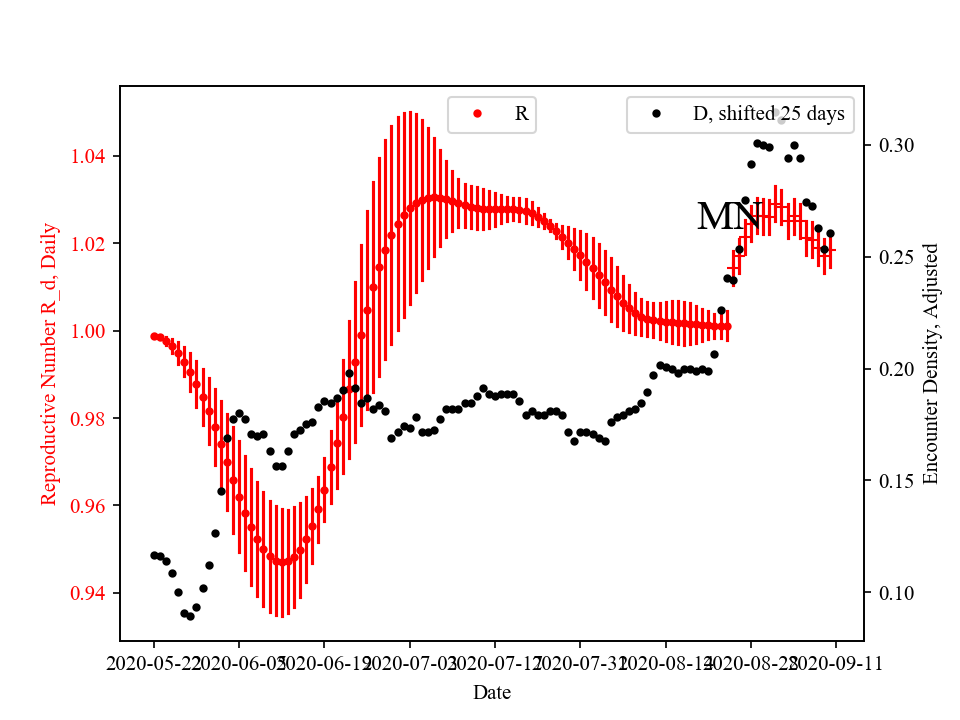 R
D, shifted 25 days
MN
1.04
1.02
1.00
0.98
0.96
0.94
Reproductive Number R_d, Daily
0.30
0.25
0.20
0.15
0.10
Encounter Density, Adjusted
2020-05-22 2020-06-05 2020-06-19 2020-07-03 2020-07-17 2020-07-31 2020-08-14 2020-08-28 2020-09-11
Date